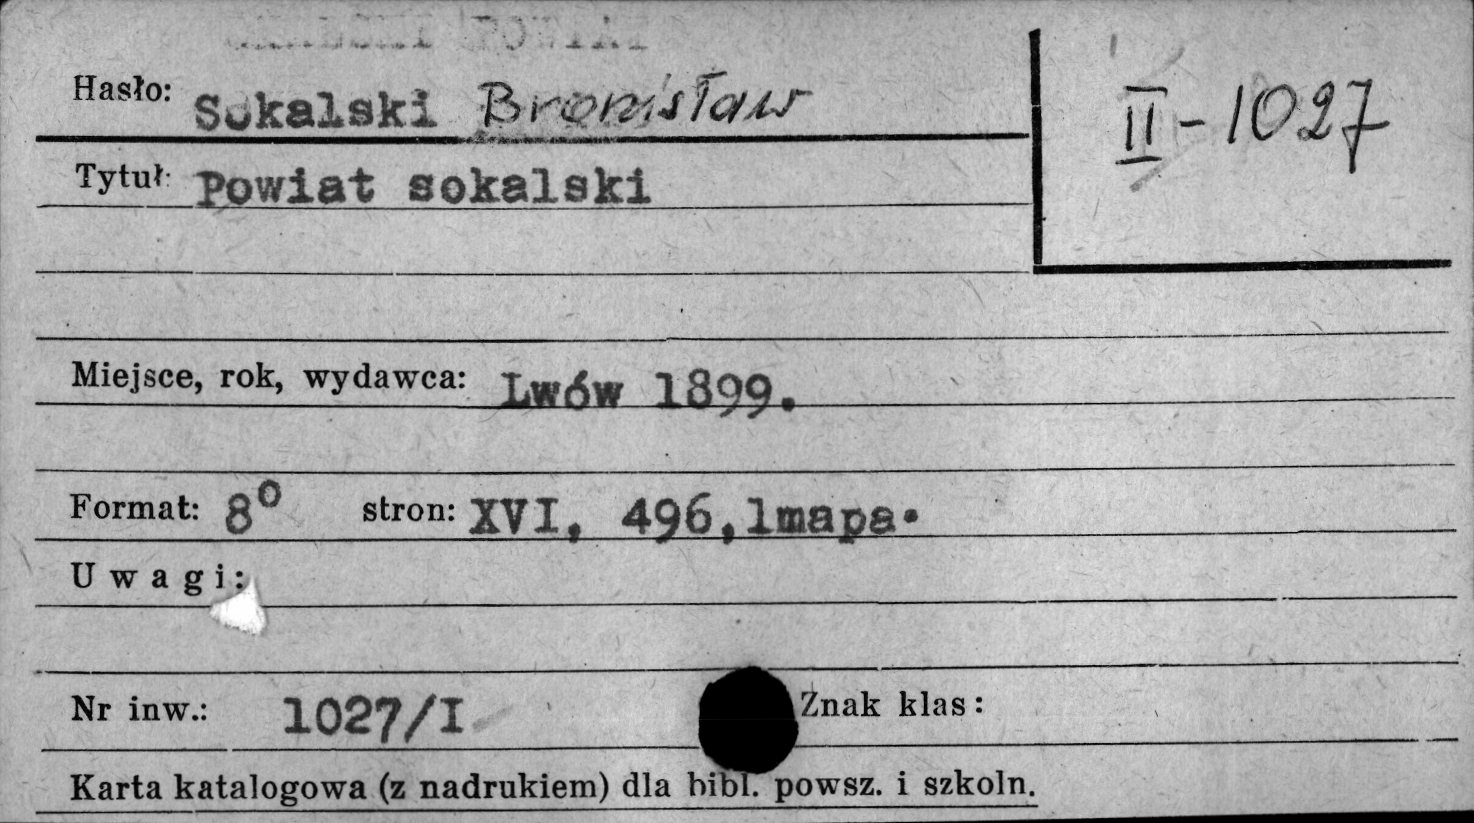 Hasło: Sokalski Bronisław
II-1027
Tytuł: Powiat sokalski
Miejsce, rok, wydawca: Lwów 1899.
Format: 8° stron: XVI, 496, 1mapa.
Uwagi:
Nr inw.: 1027/I Znak klas:
Karta katalogowa (z nadrukiem) dla bibl. powsz. i szkoln.